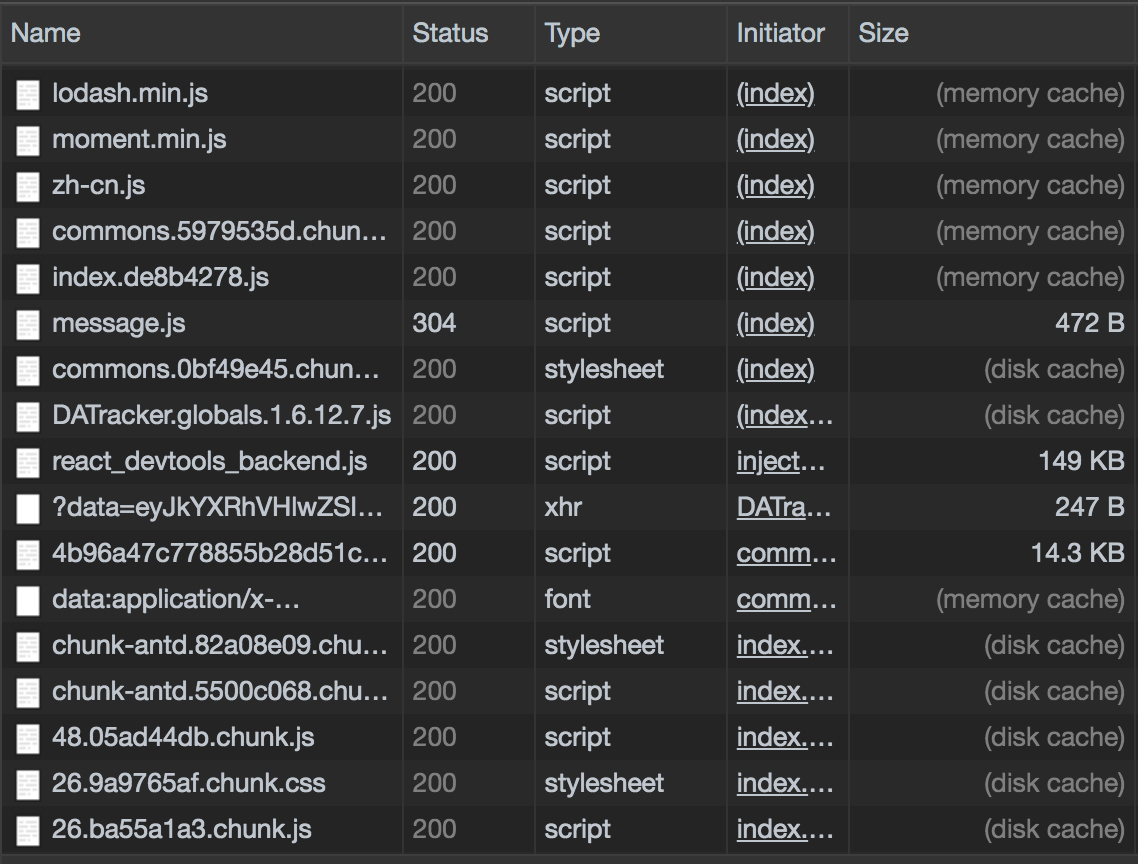 Name Status Type Initiator Size
lodash.min.js 200 script (index) (memory cache)
moment.min.js 200 script (index) (memory cache)
zh-cn.js 200 script (index) (memory cache)
commons.5979535d.chun… 200 script (index) (memory cache)
index.de8b4278.js 200 script (index) (memory cache)
message.js 304 script (index) 472 B
commons.0bf49e45.chun… 200 stylesheet (index) (disk cache)
DATracker.globals.1.6.12.7.js 200 script (index… (disk cache)
react_devtools_backend.js 200 script inject… 149 KB
?data=eyJkYXRhVHlwZSI… 200 xhr DATra… 247 B
4b96a47c778855b28d51c… 200 script comm… 14.3 KB
data:application/x-… 200 font comm… (memory cache)
chunk-antd.82a08e09.chu… 200 stylesheet index.… (disk cache)
chunk-antd.5500c068.chu… 200 script index.… (disk cache)
48.05ad44db.chunk.js 200 script index.… (disk cache)
26.9a9765af.chunk.css 200 stylesheet index.… (disk cache)
26.ba55a1a3.chunk.js 200 script index.… (disk cache)